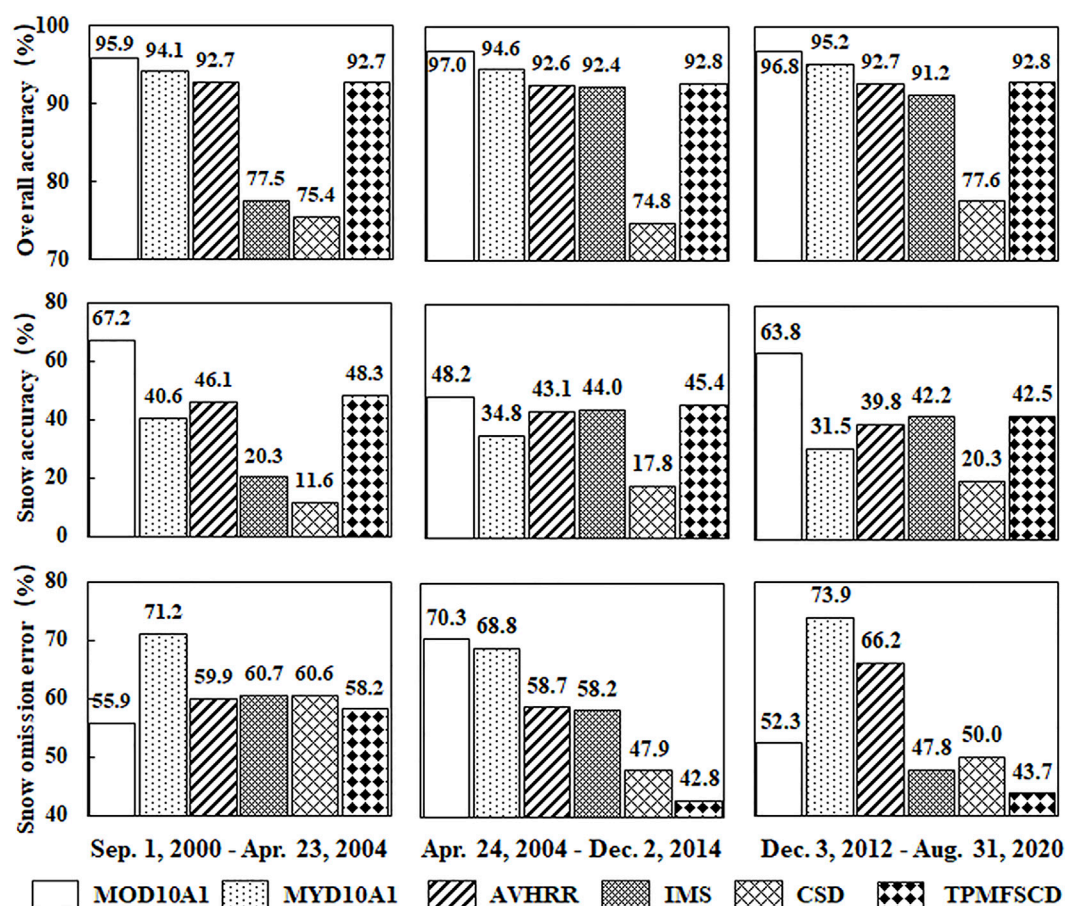 Overall accuracy (%)
100
90
80
70
95.9 94.1 92.7 77.5 75.4 92.7
97.0 94.6 92.6 92.4 74.8 92.8
96.8 95.2 92.7 91.2 77.6 92.8
Snow accuracy (%)
80
60
40
20
0
67.2 40.6 46.1 20.3 11.6 48.3
48.2 34.8 43.1 44.0 17.8 45.4
63.8 31.5 39.8 42.2 20.3 42.5
Snow omission error (%)
80
70
60
50
40
55.9 71.2 59.9 60.7 60.6 58.2
70.3 68.8 58.7 58.2 47.9 42.8
52.3 73.9 66.2 47.8 50.0 43.7
Sep. 1, 2000 - Apr. 23, 2004
Apr. 24, 2004 - Dec. 2, 2014
Dec. 3, 2012 - Aug. 31, 2020
MOD10A1 MYD10A1 AVHRR IMS CSD TPMFSCD